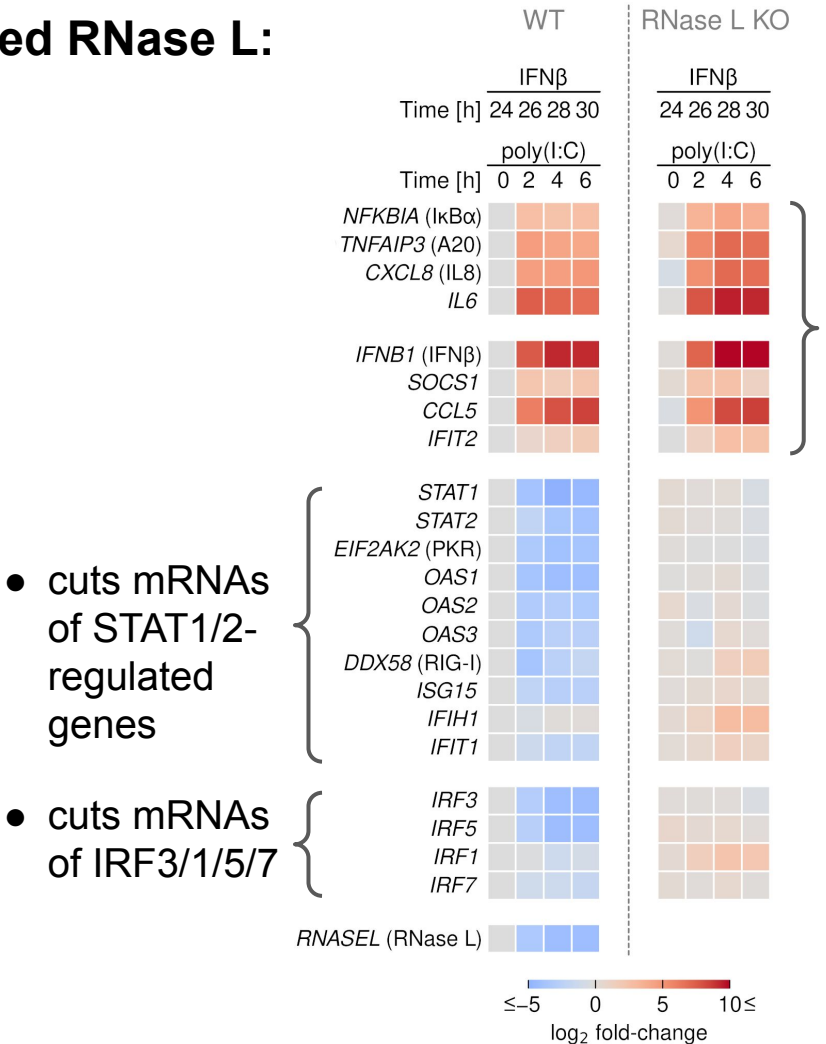 ed RNase L:
WT
RNase L KO
IFNβ
IFNβ
Time [h] 24 26 28 30
24 26 28 30
poly(I:C)
poly(I:C)
Time [h] 0 2 4 6
0 2 4 6
NFKBIA (IκBα)
TNFAIP3 (A20)
CXCL8 (IL8)
IL6
IFNB1 (IFNβ)
SOCS1
CCL5
IFIT2
STAT1
STAT2
EIF2AK2 (PKR)
OAS1
OAS2
OAS3
DDX58 (RIG-I)
ISG15
IFIH1
IFIT1
● cuts mRNAs
of STAT1/2-
regulated
genes
IRF3
IRF5
IRF1
IRF7
● cuts mRNAs
of IRF3/1/5/7
RNASEL (RNase L)
≤−5 0 5 10≤
log₂ fold-change